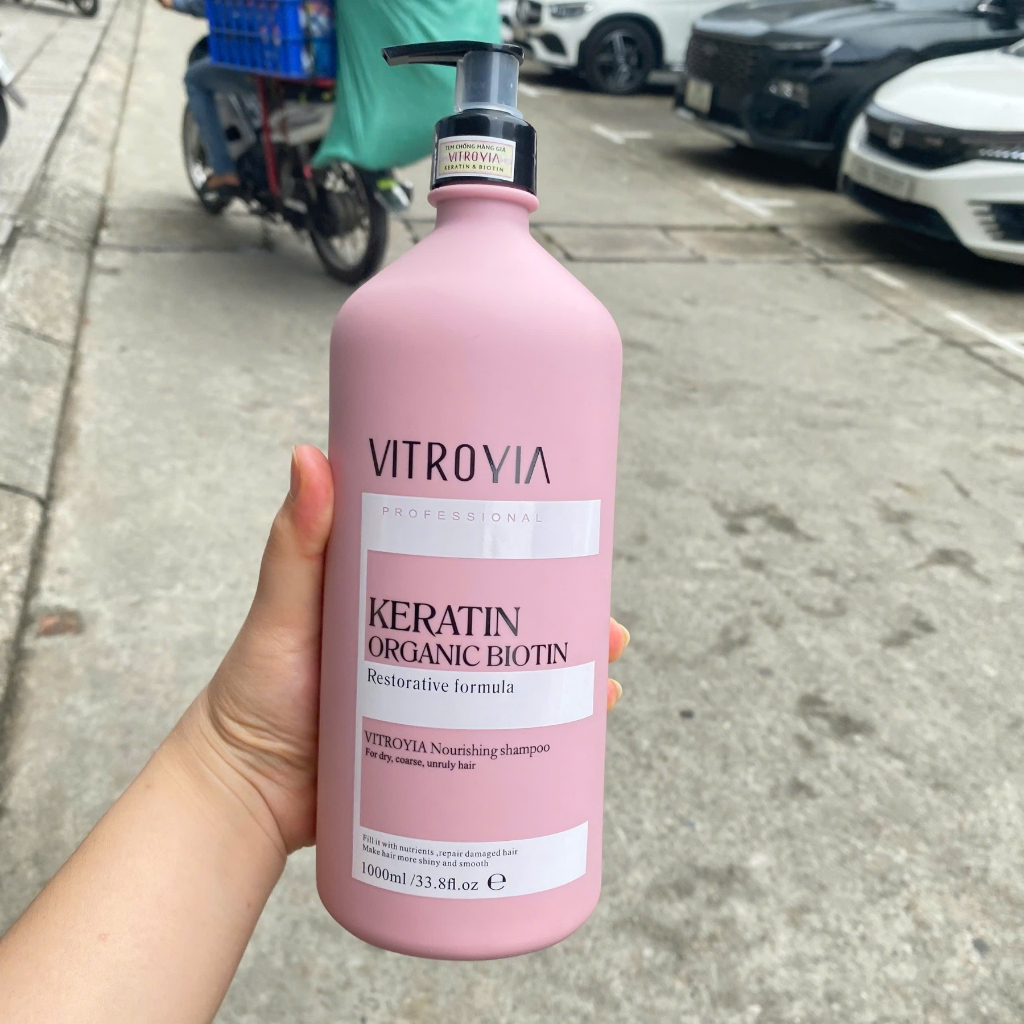 TEM CHỐNG HÀNG GIẢ
VITROYIA
KERATIN & BIOTIN
VITROYIA
PROFESSIONAL
KERATIN
ORGANIC BIOTIN
Restorative formula
VITROYIA Nourishing shampoo
For dry, coarse, unruly hair
Fill it with nutrients ,repair damaged hair
Make hair more shiny and smooth
1000ml /33.8fl.oz ℮